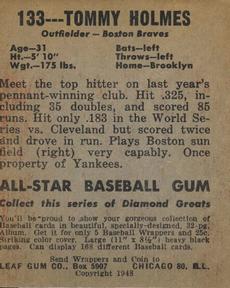 133---TOMMY HOLMES
Outfielder — Boston Braves
Age—31 Bats—left
Ht.—5' 10" Throws—left
Wgt.—175 lbs. Home—Brooklyn
Meet the top hitter on last year's
pennant-winning club. Hit .325, in-
cluding 35 doubles, and scored 85
runs. Hit only .183 in the World Se-
ries vs. Cleveland but scored twice
and drove in run. Plays Boston sun
field (right) very capably. Once
property of Yankees.
ALL-STAR BASEBALL GUM
Collect this series of Diamond Greats
You'll be proud to show your gorgeous collection of
Baseball cards in beautiful, specially-designed, 32-pg.
Album. Get it for only 5 Baseball Wrappers and 25c.
Striking cover. Large (11" x 8½") heavy black
pages. Can display 168 different Baseball cards.
Send Wrappers and Coin to
LEAF GUM CO., Box 5907 CHICAGO 80, ILL.
Copyright 1948